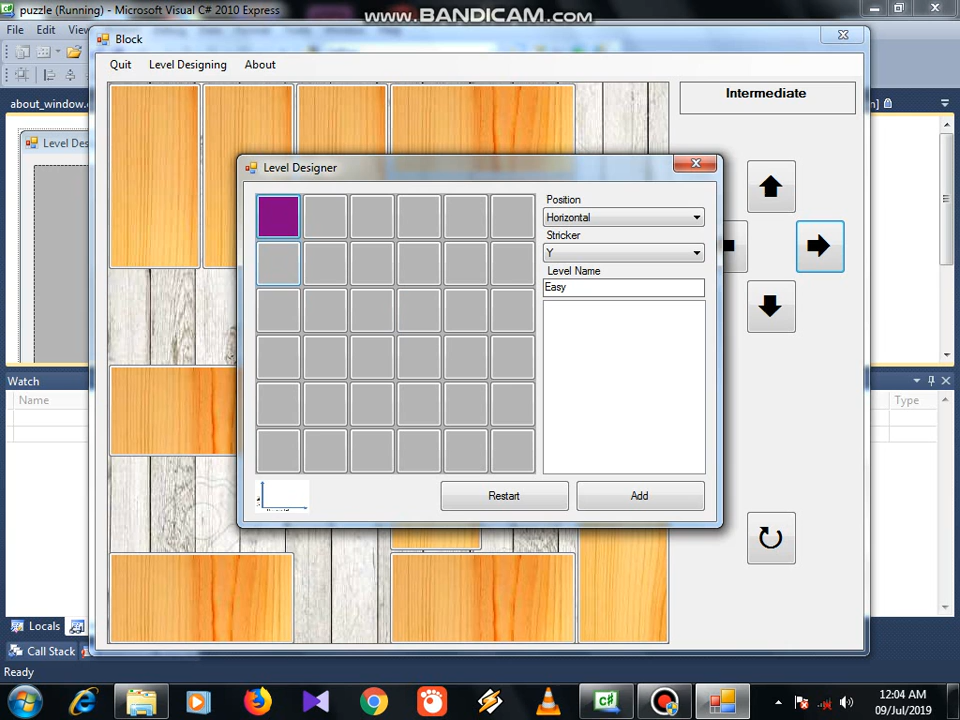 puzzle (Running) - Microsoft Visual C# 2010 Express
WWW.BANDICAM.COM
File Edit
Block
Quit Level Designing About
about_window.
Level Des
Intermediate
Level Designer
Position
Horizontal
Stricker
Y
Level Name
Easy
Restart Add
Watch
Name
Type
Locals
Call Stack
Ready
12:04 AM
09/Jul/2019